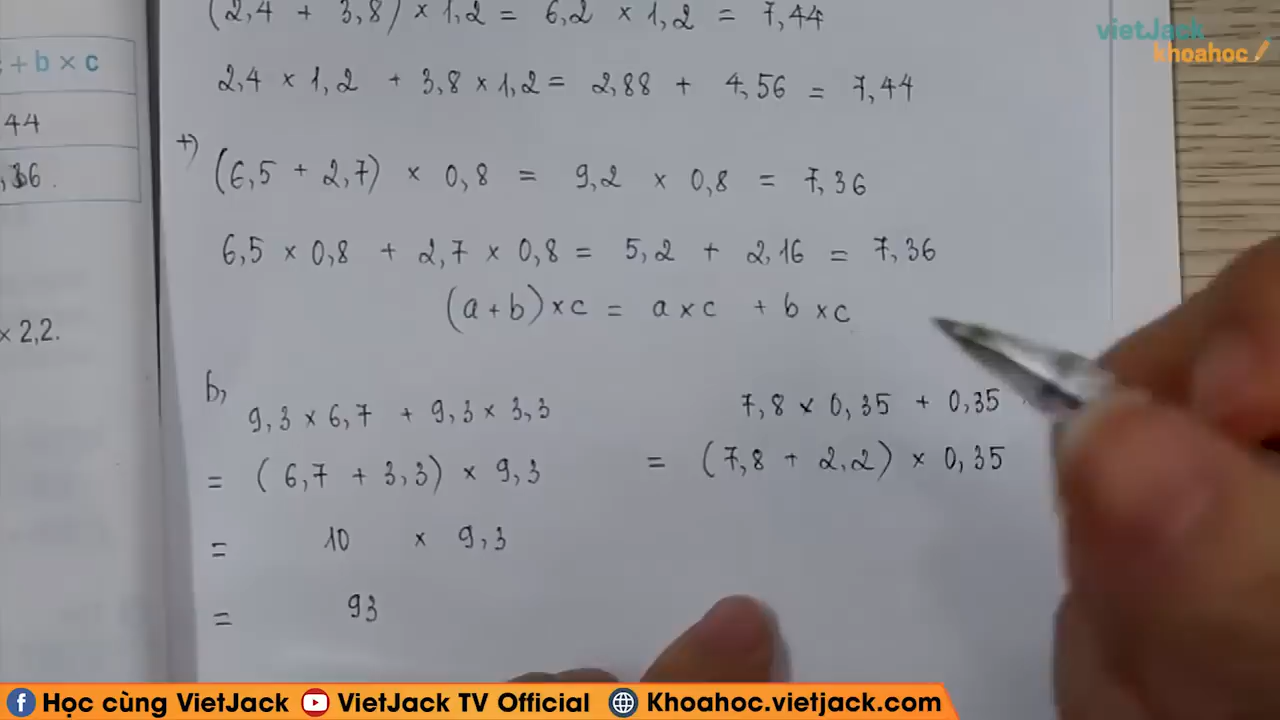 (2,4 + 3,8) × 1,2 = 6,2 × 1,2 = 7,44
2,4 × 1,2 + 3,8 × 1,2 = 2,88 + 4,56 = 7,44
+) (6,5 + 2,7) × 0,8 = 9,2 × 0,8 = 7,36
6,5 × 0,8 + 2,7 × 0,8 = 5,2 + 2,16 = 7,36
(a + b) × c = a × c + b × c
b,
9,3 × 6,7 + 9,3 × 3,3
= (6,7 + 3,3) × 9,3
= 10 × 9,3
= 93
7,8 × 0,35 + 0,35
= (7,8 + 2,2) × 0,35
+ b × c
44
,36
× 2,2.
vietJack
khoahoc
Học cùng VietJack VietJack TV Official Khoahoc.vietjack.com